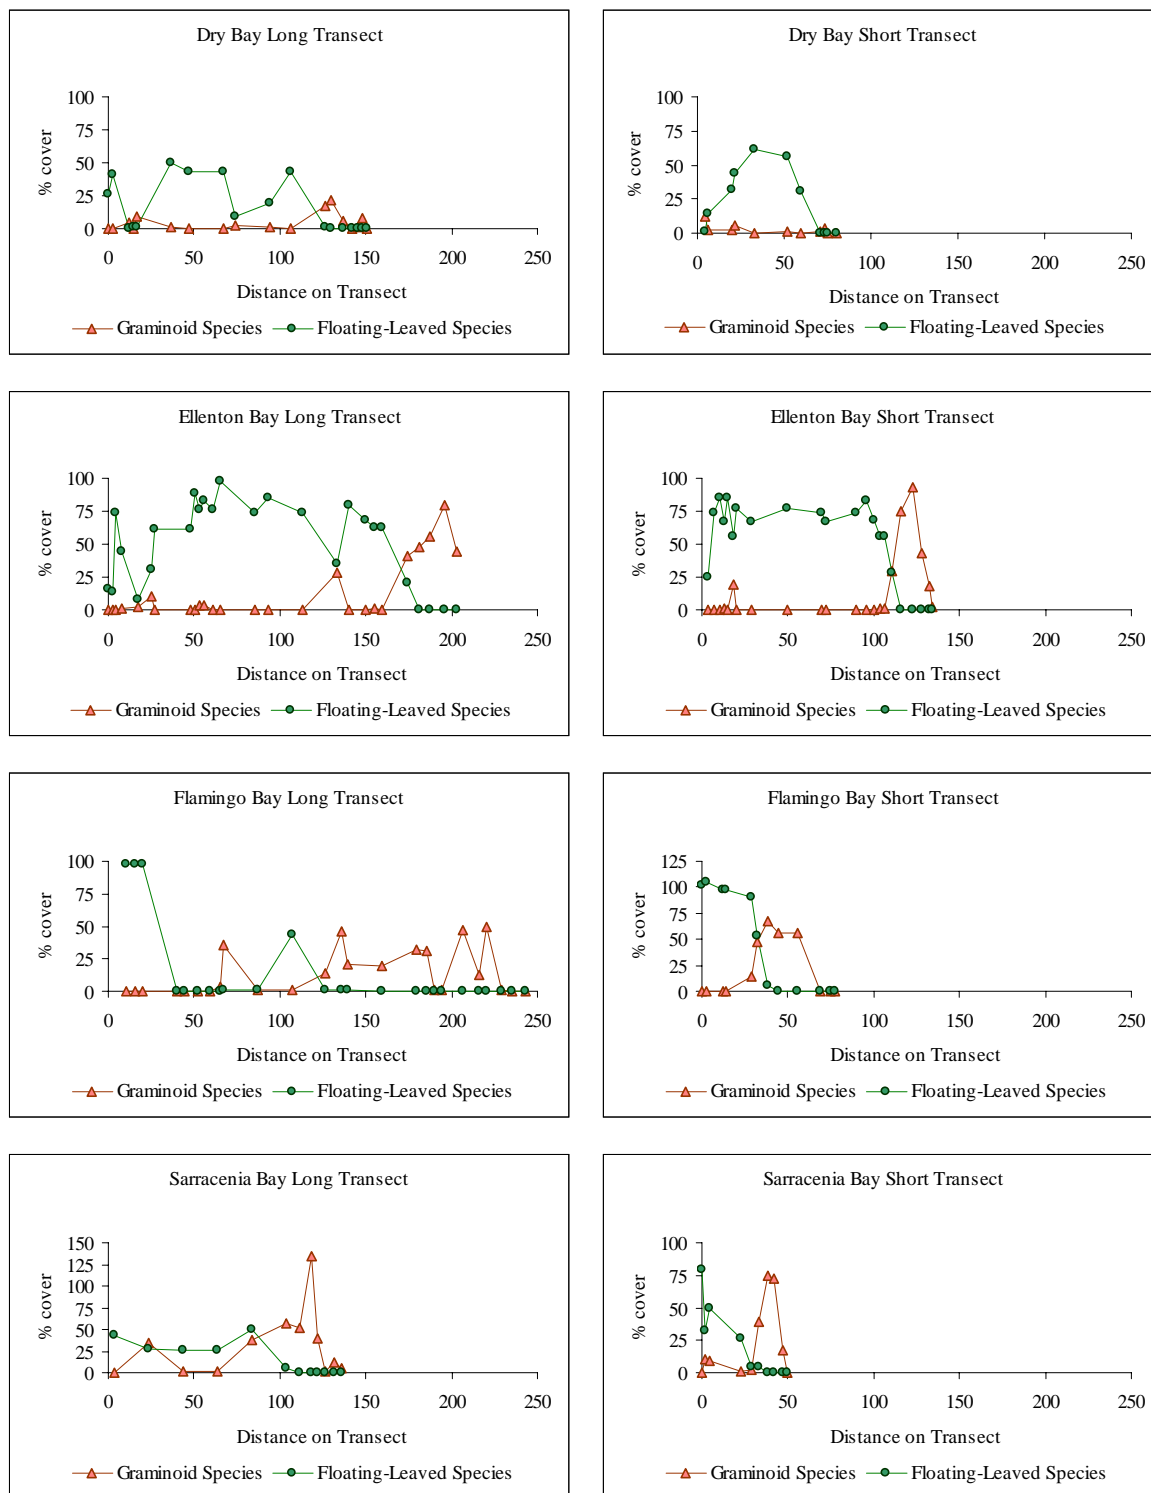 Dry Bay Long Transect
% cover
100
75
50
25
0
0 50 100 150 200 250
Distance on Transect
Graminoid Species Floating-Leaved Species
Dry Bay Short Transect
% cover
100
75
50
25
0
0 50 100 150 200 250
Distance on Transect
Graminoid Species Floating-Leaved Species
Ellenton Bay Long Transect
% cover
100
75
50
25
0
0 50 100 150 200 250
Distance on Transect
Graminoid Species Floating-Leaved Species
Ellenton Bay Short Transect
% cover
100
75
50
25
0
0 50 100 150 200 250
Distance on Transect
Graminoid Species Floating-Leaved Species
Flamingo Bay Long Transect
% cover
100
75
50
25
0
0 50 100 150 200 250
Distance on Transect
Graminoid Species Floating-Leaved Species
Flamingo Bay Short Transect
% cover
125
100
75
50
25
0
0 50 100 150 200 250
Distance on Transect
Graminoid Species Floating-Leaved Species
Sarracenia Bay Long Transect
% cover
150
125
100
75
50
25
0
0 50 100 150 200 250
Distance on Transect
Graminoid Species Floating-Leaved Species
Sarracenia Bay Short Transect
% cover
100
75
50
25
0
0 50 100 150 200 250
Distance on Transect
Graminoid Species Floating-Leaved Species